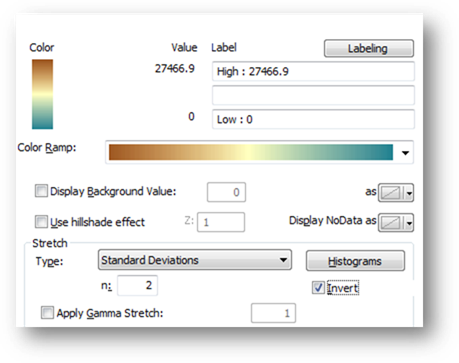 Color Value Label Labeling
27466.9 High : 27466.9
0 Low : 0
Color Ramp:
Display Background Value: 0 as
Use hillshade effect Z: 1 Display NoData as
Stretch
Type: Standard Deviations Histograms
n: 2 Invert
Apply Gamma Stretch: 1